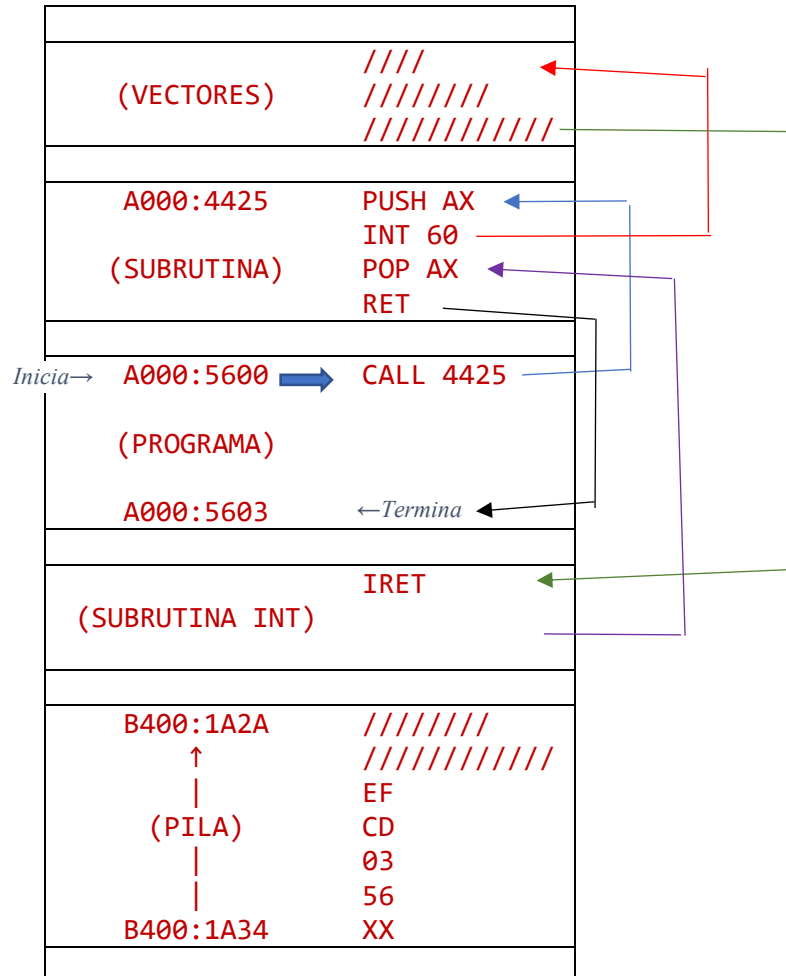 ////
(VECTORES) ////////
////////////
A000:4425 PUSH AX
INT 60
(SUBRUTINA) POP AX
RET
Inicia→ A000:5600 CALL 4425
(PROGRAMA)
A000:5603 ←Termina
IRET
(SUBRUTINA INT)
B400:1A2A ////////
↑ ////////////
| EF
(PILA) CD
| 03
| 56
B400:1A34 XX